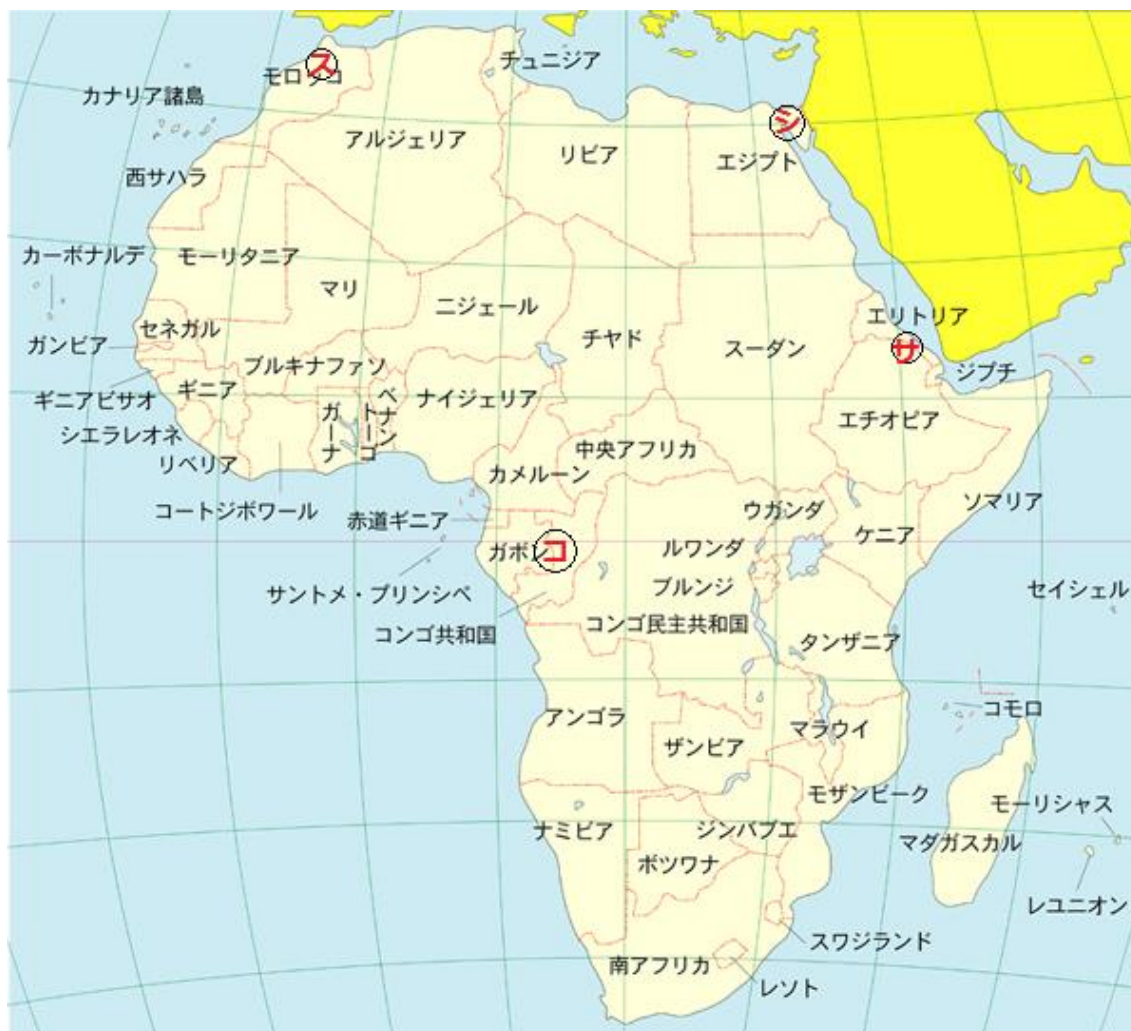 ス
モロッコ
チュニジア
カナリア諸島
シ
アルジェリア
リビア
エジプト
西サハラ
カーボナルデ
モーリタニア
マリ
ニジェール
エリトリア
セネガル
チャド
スーダン
サ
ガンビア
ブルキナファソ
ジブチ
ギニアビサオ
ギニア
ガーナ
トーゴ
ベナン
ナイジェリア
エチオピア
シエラレオネ
リベリア
中央アフリカ
カメルーン
コートジボワール
ソマリア
ウガンダ
赤道ギニア
ケニア
ガボン
コ
ルワンダ
サントメ・プリンシペ
ブルンジ
セイシェル
コンゴ共和国
コンゴ民主共和国
タンザニア
コモロ
アンゴラ
マラウイ
ザンビア
モザンビーク
モーリシャス
ナミビア
ジンバブエ
マダガスカル
ボツワナ
レユニオン
スワジランド
南アフリカ
レソト